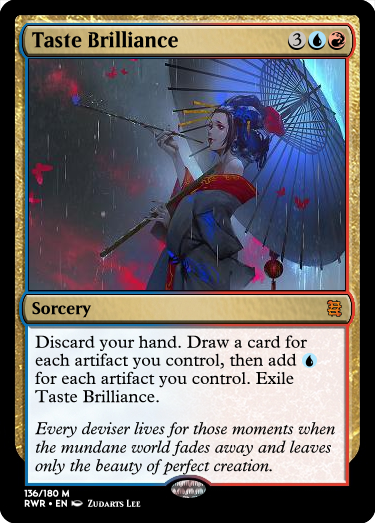 Taste Brilliance 3
Sorcery
Discard your hand. Draw a card for
each artifact you control, then add
for each artifact you control. Exile
Taste Brilliance.
Every deviser lives for those moments when
the mundane world fades away and leaves
only the beauty of perfect creation.
136/180 M
RWR • EN Zudarts Lee